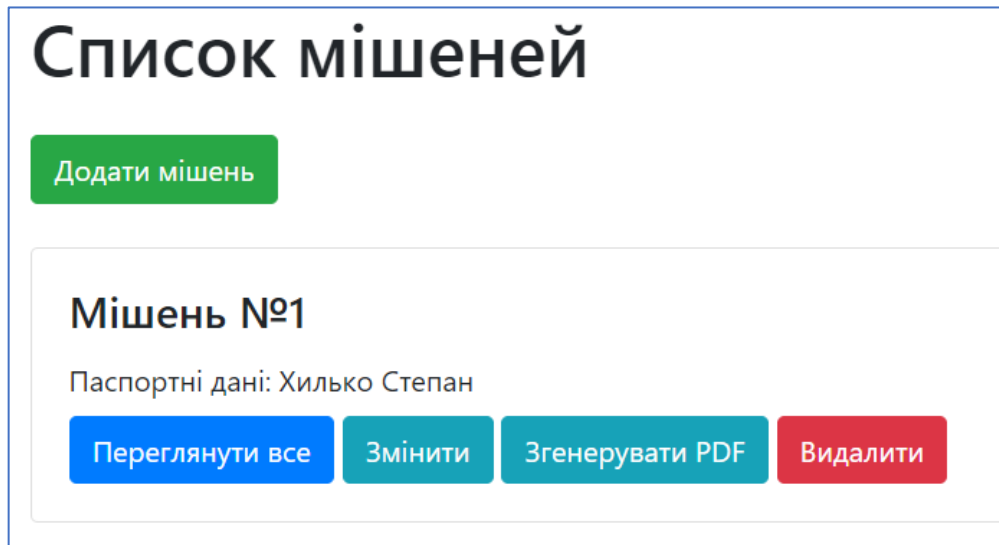 Список мішеней
Додати мішень
Мішень №1
Паспортні дані: Хилько Степан
Переглянути все Змінити Згенерувати PDF Видалити